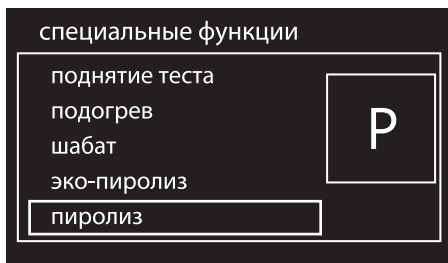 специальные функции
поднятие теста
подогрев
шабат
эко-пиролиз
пиролиз
P